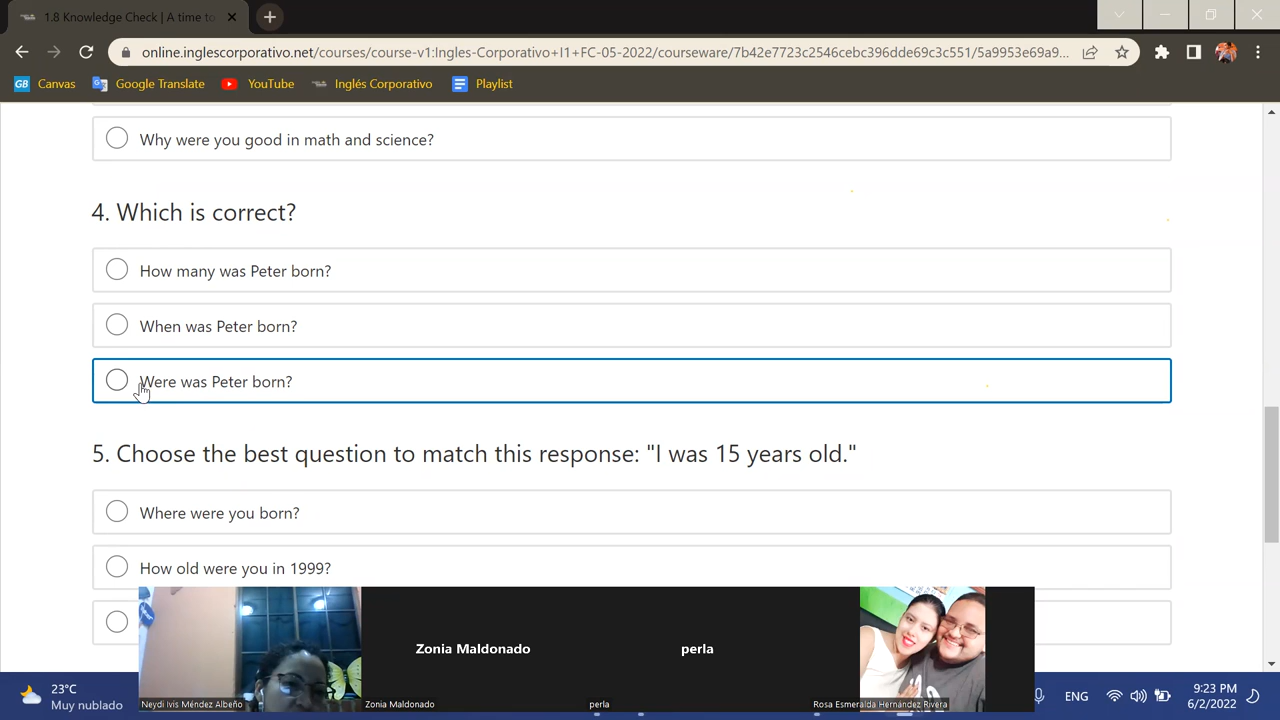 1.8 Knowledge Check | A time to
online.inglescorporativo.net/courses/course-v1:Ingles-Corporativo+I1+FC-05-2022/courseware/7b42e7723c2546cebc396dde69c3c551/5a9953e69a9...
GB Canvas Google Translate YouTube Inglés Corporativo Playlist
Why were you good in math and science?
4. Which is correct?
How many was Peter born?
When was Peter born?
Were was Peter born?
5. Choose the best question to match this response: "I was 15 years old."
Where were you born?
How old were you in 1999?
Zonia Maldonado
perla
Neydi Ivis Méndez Albeño
Zonia Maldonado
perla
Rosa Esmeralda Hernández Rivera
23°C
Muy nublado
ENG
9:23 PM
6/2/2022